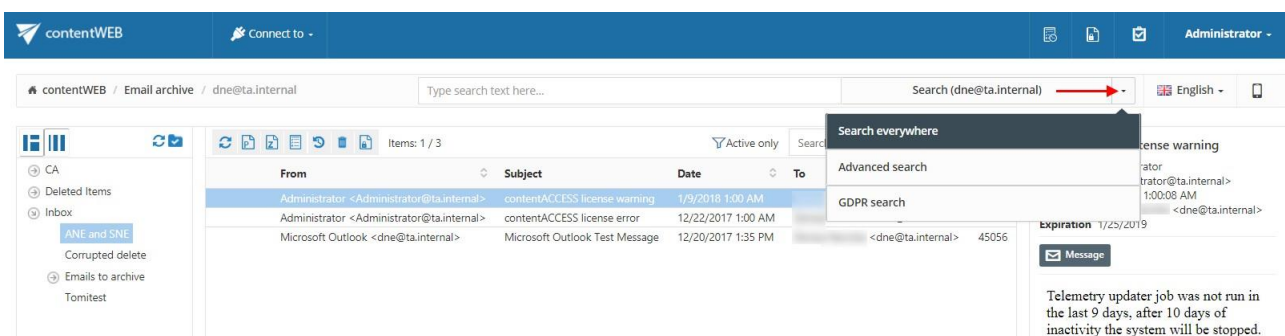 contentWEB
Connect to
Administrator
contentWEB / Email archive / dne@ta.internal
Type search text here...
Search (dne@ta.internal)
English
Search everywhere
Advanced search
GDPR search
CA
Deleted Items
Inbox
ANE and SNE
Corrupted delete
Emails to archive
Tomitest
Items: 1 / 3
Active only
From Subject Date To
Administrator <Administrator@ta.internal> contentACCESS license warning 1/9/2018 1:00 AM
Administrator <Administrator@ta.internal> contentACCESS license error 12/22/2017 1:00 AM
Microsoft Outlook <dne@ta.internal> Microsoft Outlook Test Message 12/20/2017 1:35 PM <dne@ta.internal> 45056
warning
1:00:08 AM
<dne@ta.internal>
Expiration 1/25/2019
Message
Telemetry updater job was not run in
the last 9 days, after 10 days of
inactivity the system will be stopped.